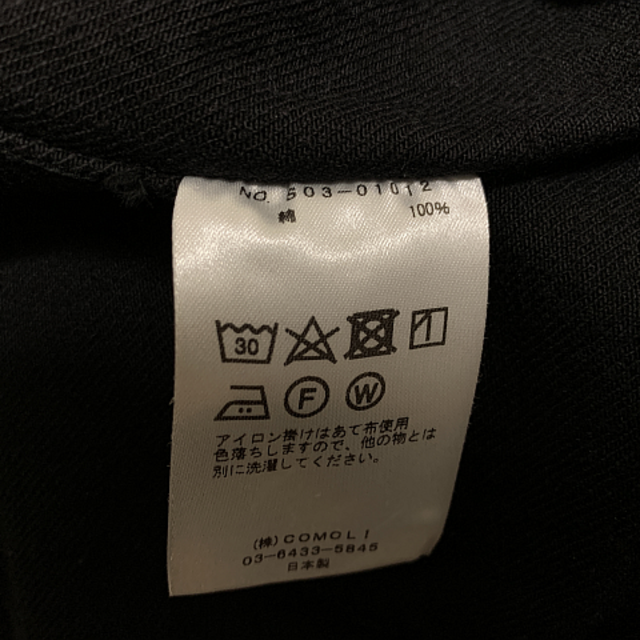 NO. 503-01012
綿 100%
30
F W
アイロン掛けはあて布使用
色落ちしますので、他の物とは
別に洗濯してください。
(株)COMOLI
03-6433-5845
日本製